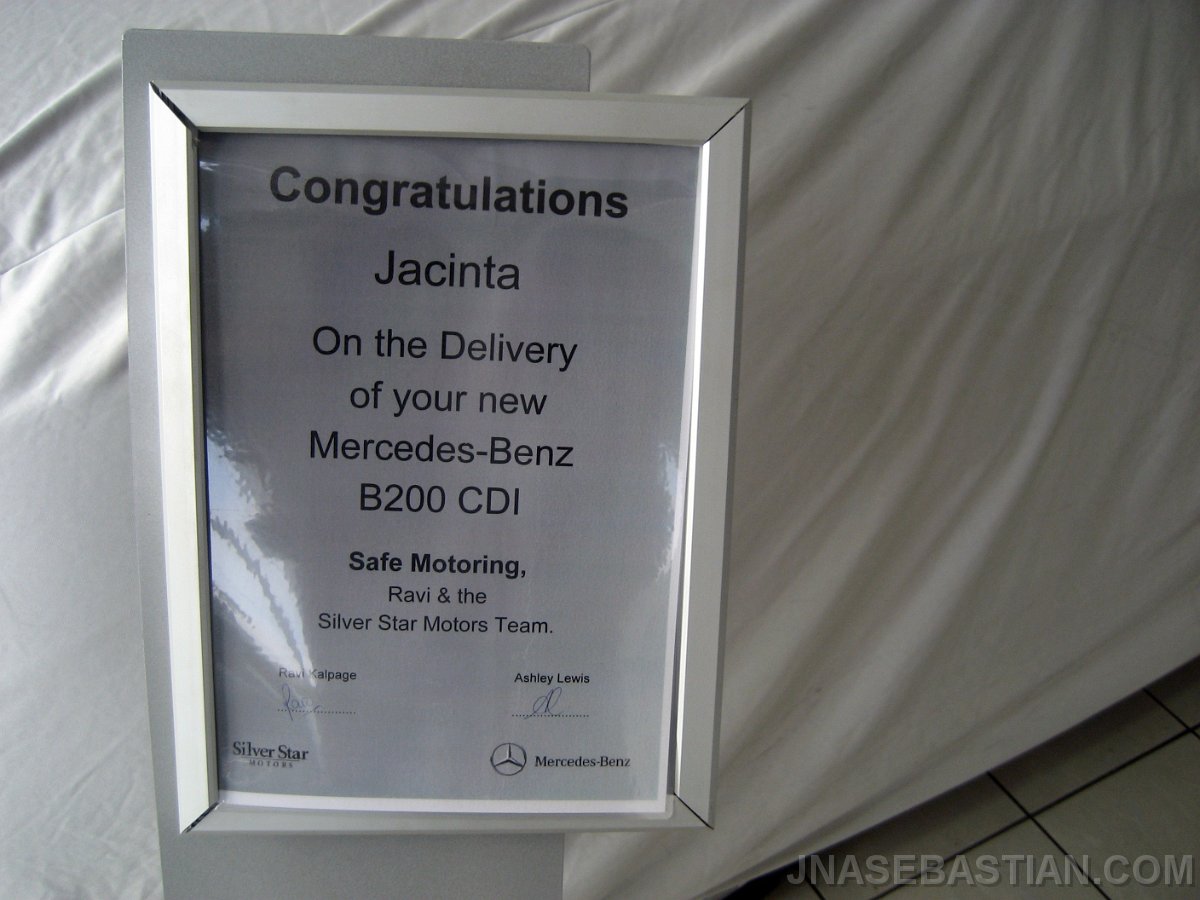 Congratulations
Jacinta
On the Delivery
of your new
Mercedes-Benz
B200 CDI
Safe Motoring,
Ravi & the
Silver Star Motors Team.
Ravi Kalpage
Ashley Lewis
Silver Star
MOTORS
Mercedes-Benz
JNASEBASTIAN.COM